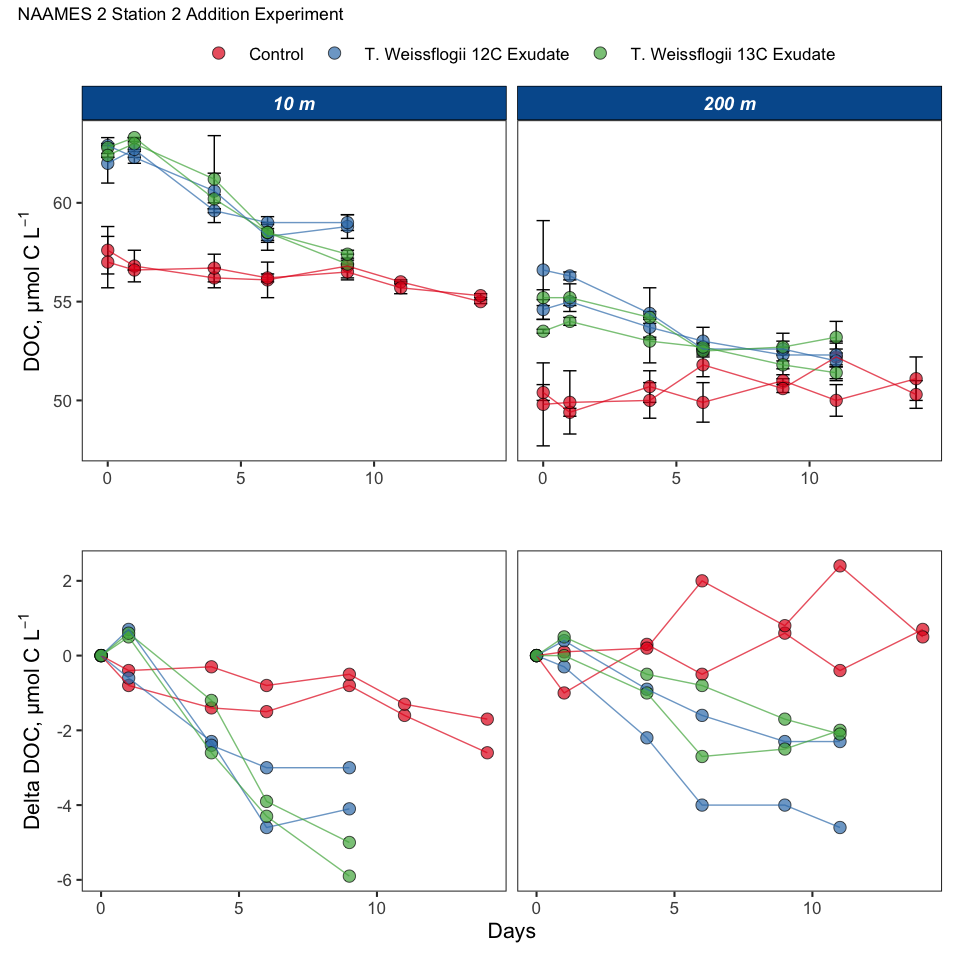 NAAMES 2 Station 2 Addition Experiment
Control T. Weissflogii 12C Exudate T. Weissflogii 13C Exudate
10 m 200 m
DOC, μmol C L⁻¹
60
55
50
0 5 10 0 5 10
Delta DOC, μmol C L⁻¹
2
0
-2
-4
-6
0 5 10 0 5 10
Days